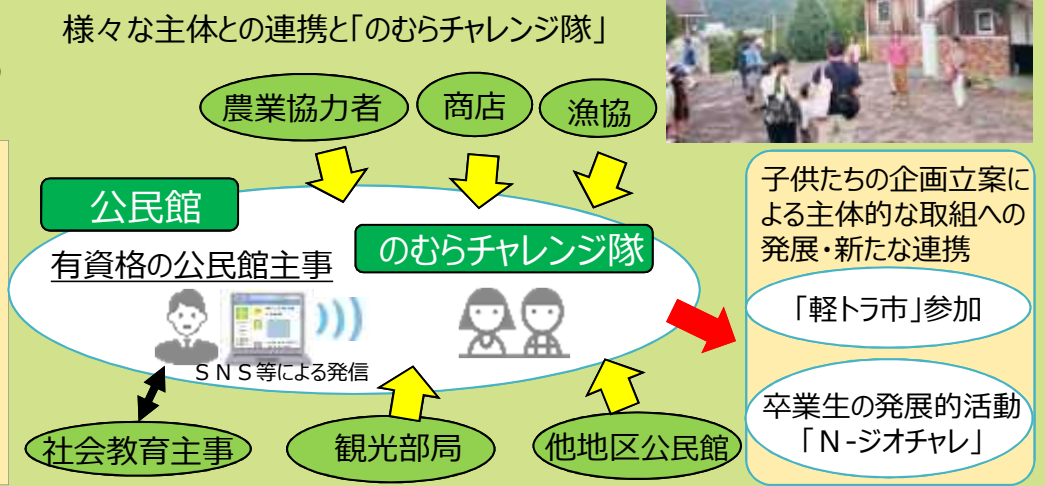 様々な主体との連携と「のむらチャレンジ隊」
農業協力者
商店
漁協
公民館
有資格の公民館主事
のむらチャレンジ隊
SNS等による発信
社会教育主事
観光部局
他地区公民館
子供たちの企画立案に
よる主体的な取組への
発展・新たな連携
「軽トラ市」参加
卒業生の発展的活動
「N-ジオチャレ」